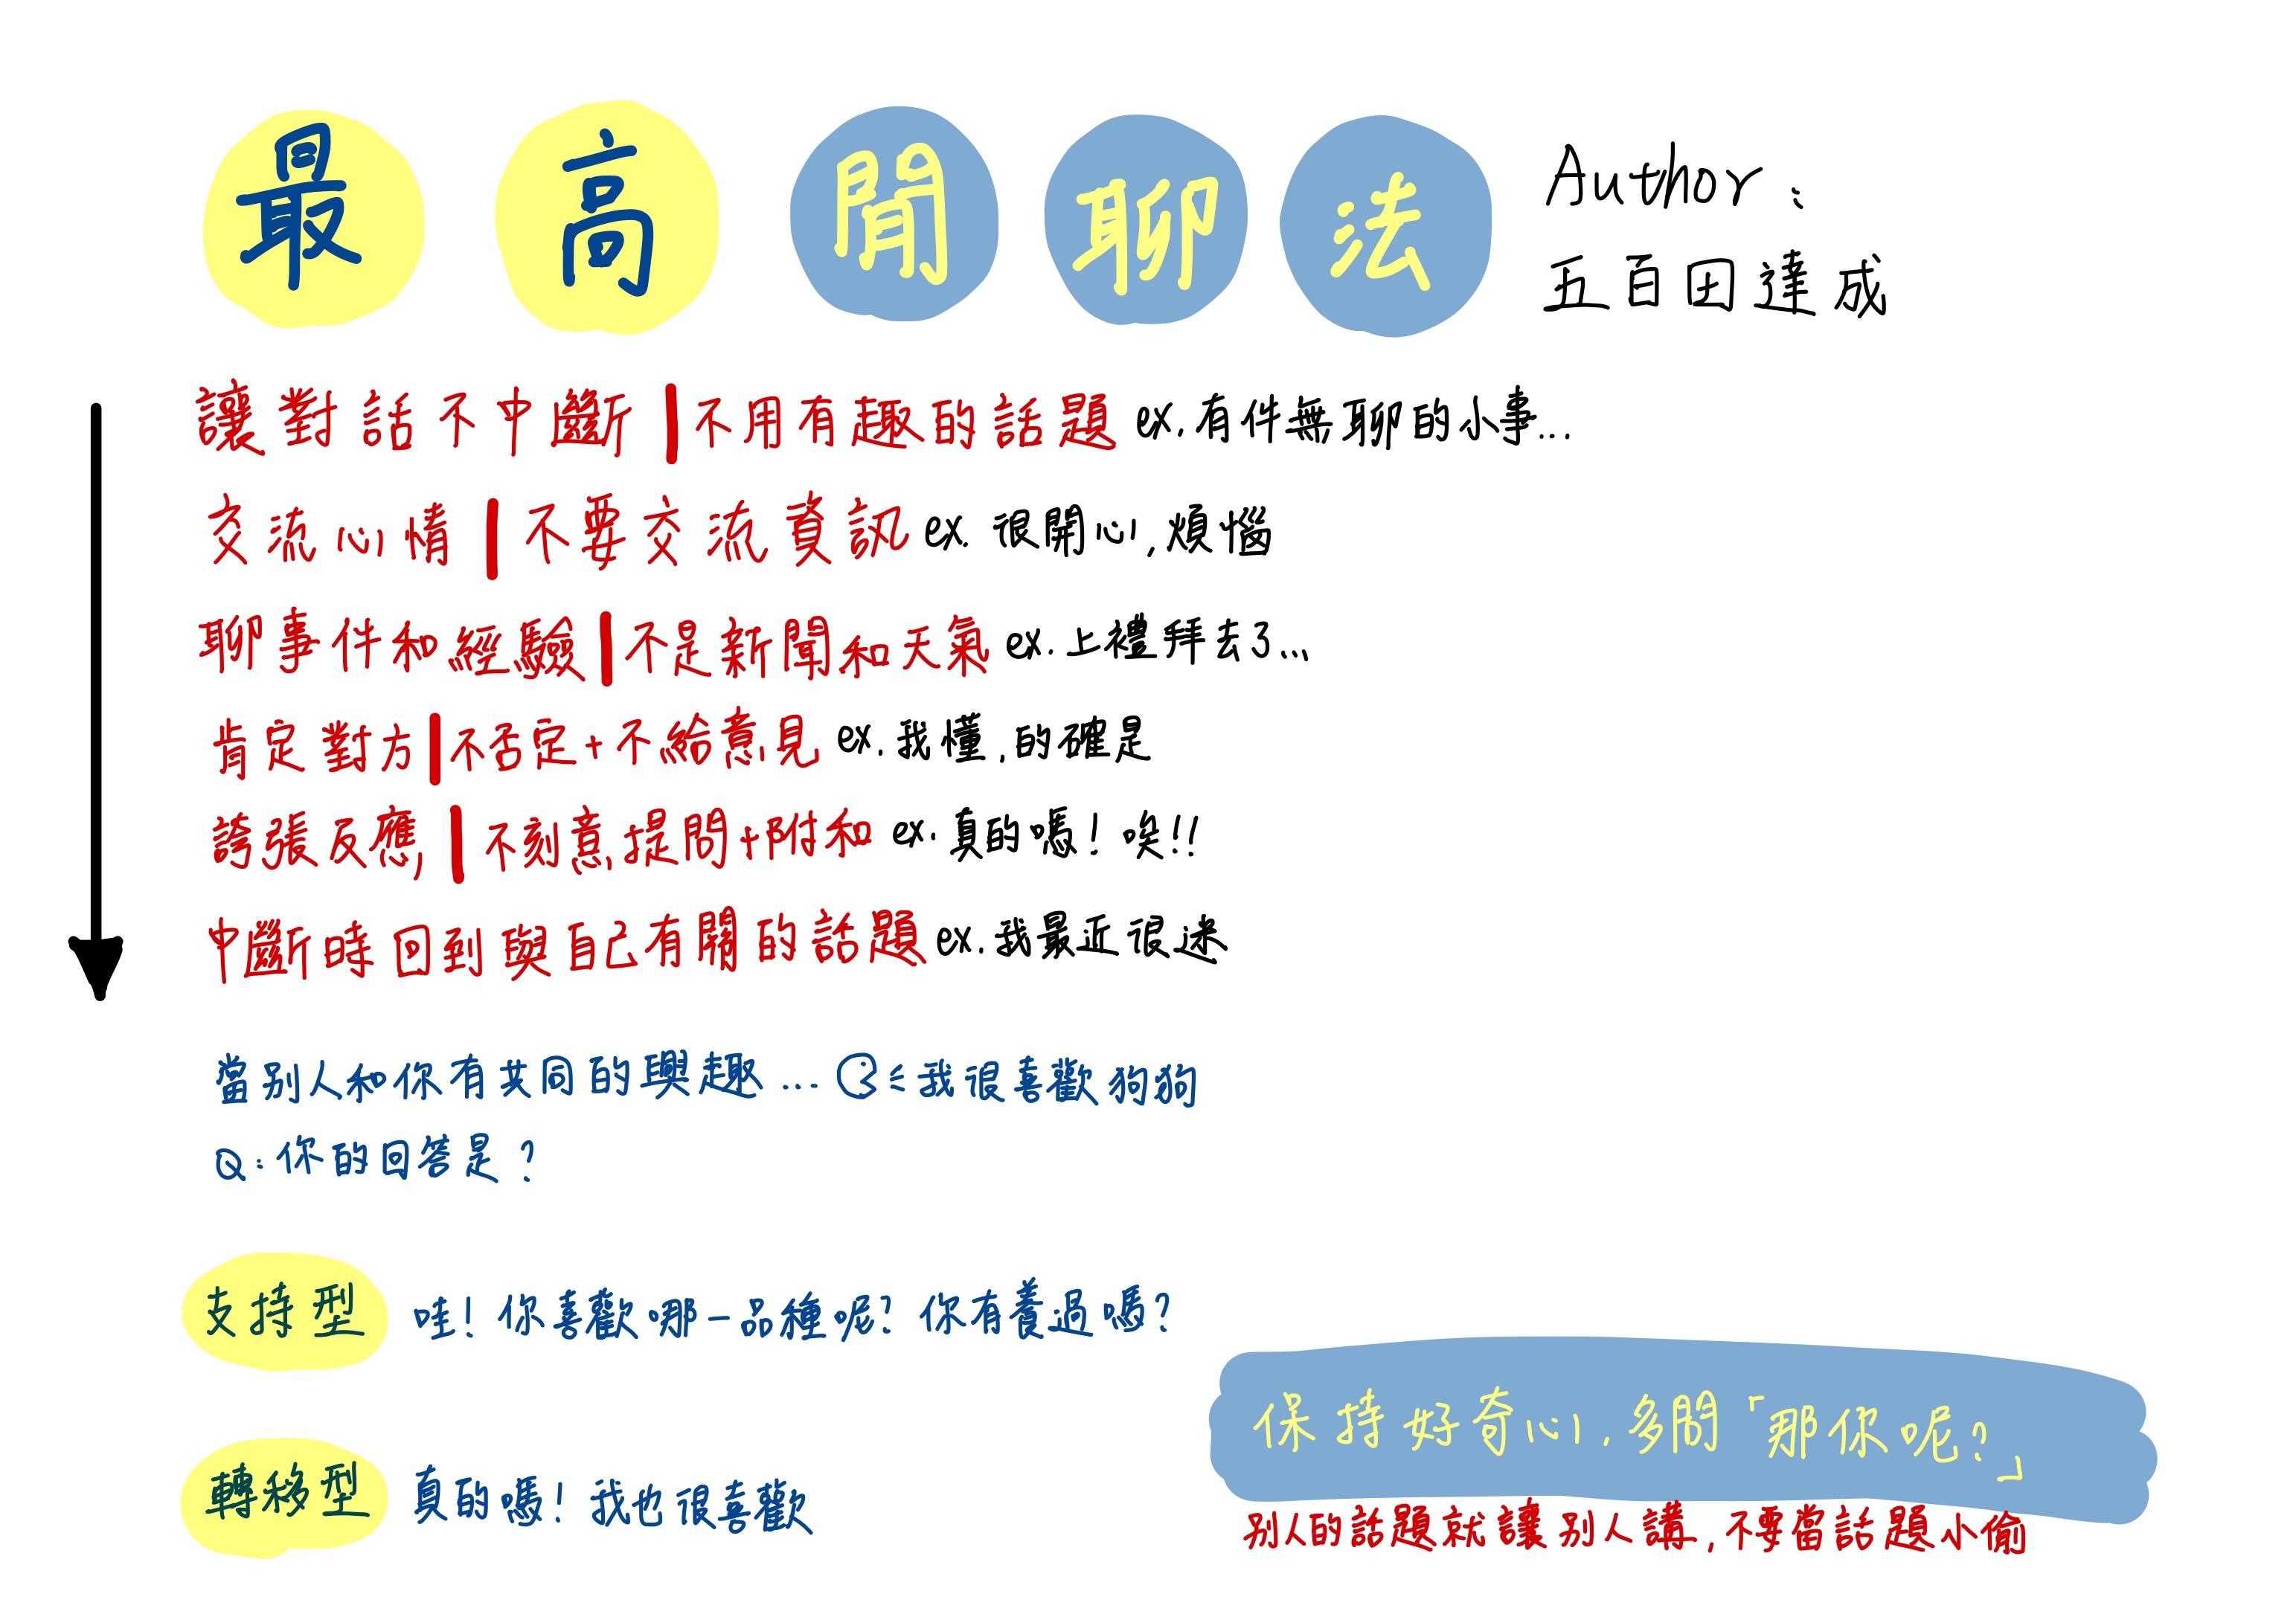 最高閒聊法
Author:
五百田達成
讓對話不中斷|不用有趣的話題 ex.有件無聊的小事...
交流心情|不要交流資訊 ex. 很開心,煩惱
聊事件和經驗|不是新聞和天氣 ex.上禮拜去了...
肯定對方|不否定+不給意見 ex.我懂,的確是
誇張反應|不刻意提問+附和 ex.真的嗎!唉!!
中斷時回到與自己有關的話題 ex.我最近很迷
當別人和你有共同的興趣...我很喜歡狗狗
Q:你的回答是?
支持型 哇!你喜歡哪一品種呢?你有養過嗎?
轉移型 真的嗎!我也很喜歡
保持好奇心,多問「那你呢?」
別人的話題就讓別人講,不要當話題小偷